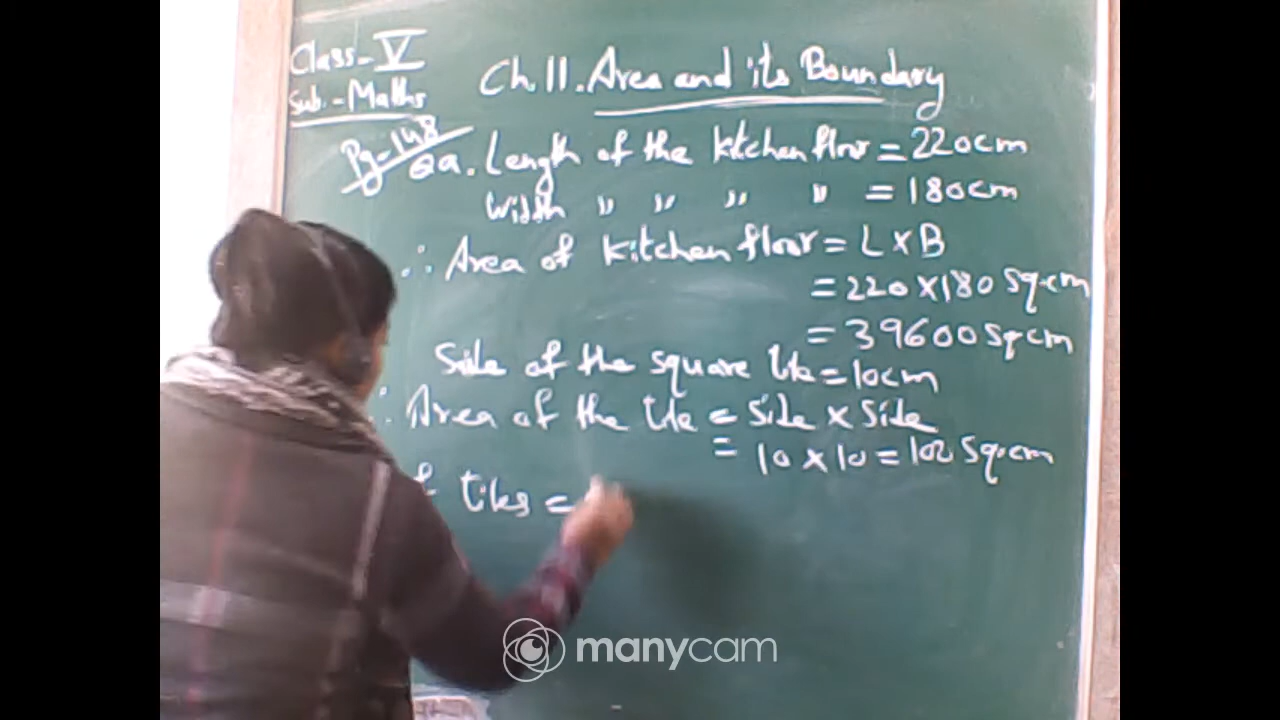 Class-V
Sub.-Maths
Ch.11. Area and its Boundary
Pg-148
Qa. Length of the kitchen floor = 220cm
Width " " " " = 180cm
∴ Area of kitchen floor = L x B
= 220 x 180 sq.cm
= 39600 sq cm
Side of the square tile = 10cm
∴ Area of the tile = Side x Side
= 10 x 10 = 100 sq.cm
tiles =
manycam